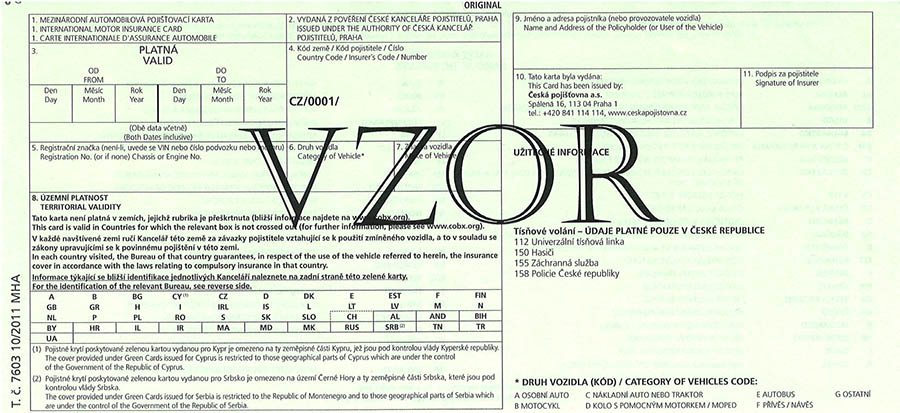 ORIGINAL
1. MEZINÁRODNÍ AUTOMOBILOVÁ POJIŠŤOVACÍ KARTA
1. INTERNATIONAL MOTOR INSURANCE CARD
1. CARTE INTERNATIONALE D'ASSURANCE AUTOMOBILE
2. VYDANÁ Z POVĚŘENÍ ČESKÉ KANCELÁŘE POJISTITELŮ, PRAHA
ISSUED UNDER THE AUTHORITY OF ČESKÁ KANCELÁŘ
POJISTITELŮ, PRAHA
3. PLATNÁ
VALID
OD DO
FROM TO
Den Měsíc Rok Den Měsíc Rok
Day Month Year Day Month Year
(Obě data včetně)
(Both Dates inclusive)
4. Kód země / Kód pojistitele / Číslo
Country Code / Insurer's Code / Number
CZ/0001/
5. Registrační značka (není-li, uvede se VIN nebo číslo podvozku nebo
Registration No. (or if none) Chassis or Engine No.
6. Druh vozidla
Category of Vehicle*
7. vozidla
of Vehicle
8. ÚZEMNÍ PLATNOST
TERRITORIAL VALIDITY
Tato karta není platná v zemích, jejichž rubrika je přeškrtnuta (bližší informace najdete na www.cobx.org).
This card is valid in Countries for which the relevant box is not crossed out (for further information, please see www.cobx.org).
V každé navštívené zemi ručí Kancelář této země za závazky pojistitele vztahující se k použití zmíněného vozidla, a to v souladu se
zákony upravujícími se k povinnému pojištění v této zemi.
In each country visited, the Bureau of that country guarantees, in respect of the use of the vehicle referred to herein, the insurance
cover in accordance with the laws relating to compulsory insurance in that country.
Informace týkající se bližší identifikace jednotlivých Kanceláří naleznete na zadní straně této zelené karty.
For the identification of the relevant Bureau, see reverse side.
A B BG CY (1) CZ D DK E EST F FIN
GB GR H I IRL IS L LT LV M N
NL P PL RO S SK SLO CH AL AND BIH
BY HR IL IR MA MD MK RUS SRB (2) TN TR
UA
(1) Pojistné krytí poskytované zelenou kartou vydanou pro Kypr je omezeno na ty zeměpisné části Kypru, jež jsou pod kontrolou vlády Kyperské republiky.
The cover provided under Green Cards issued for Cyprus is restricted to those geographical parts of Cyprus which are under the control
of the Government of the Republic of Cyprus.
(2) Pojistné krytí poskytované zelenou kartou vydanou pro Srbsko je omezeno na území Černé Hory a ty zeměpisné části Srbska, které jsou pod
kontrolou vlády Srbska.
The cover provided under Green Cards issued for Serbia is restricted to the Republic of Montenegro and to those geographical parts of Serbia which
are under the control of the Government of the Republic of Serbia.
T. č. 7603 10/2011 MHA
VZOR
9. Jméno a adresa pojistníka (nebo provozovatele vozidla)
Name and Address of the Policyholder (or User of the Vehicle)
10. Tato karta byla vydána:
This Card has been issued by:
Česká pojišťovna a.s.
Spálená 16, 113 04 Praha 1
tel.: +420 841 114 114, www.ceskapojistovna.cz
11. Podpis za pojistitele
Signature of Insurer
UŽITEČNÉ INFORMACE
Tísňové volání – ÚDAJE PLATNÉ POUZE V ČESKÉ REPUBLICE
112 Univerzální tísňová linka
150 Hasiči
155 Záchranná služba
158 Policie České republiky
* DRUH VOZIDLA (KÓD) / CATEGORY OF VEHICLES CODE:
A OSOBNÍ AUTO C NÁKLADNÍ AUTO NEBO TRAKTOR E AUTOBUS G OSTATNÍ
B MOTOCYKL D KOLO S POMOCNÝM MOTORKEM / MOPED F PŘÍVĚS / NÁVĚS